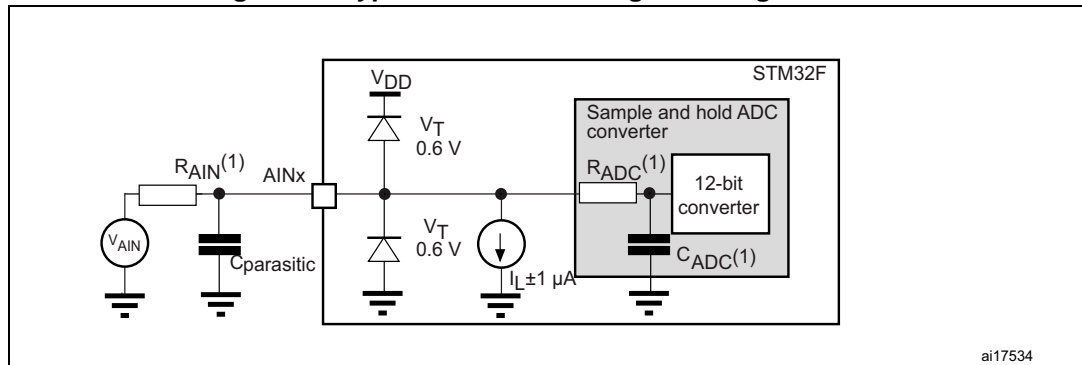 STM32F
VDD
Sample and hold ADC
converter
VT
0.6 V
RAIN(1)
AINx
RADC(1)
12-bit
converter
VAIN
Cparasitic
VT
0.6 V
IL±1 µA
CADC(1)
ai17534